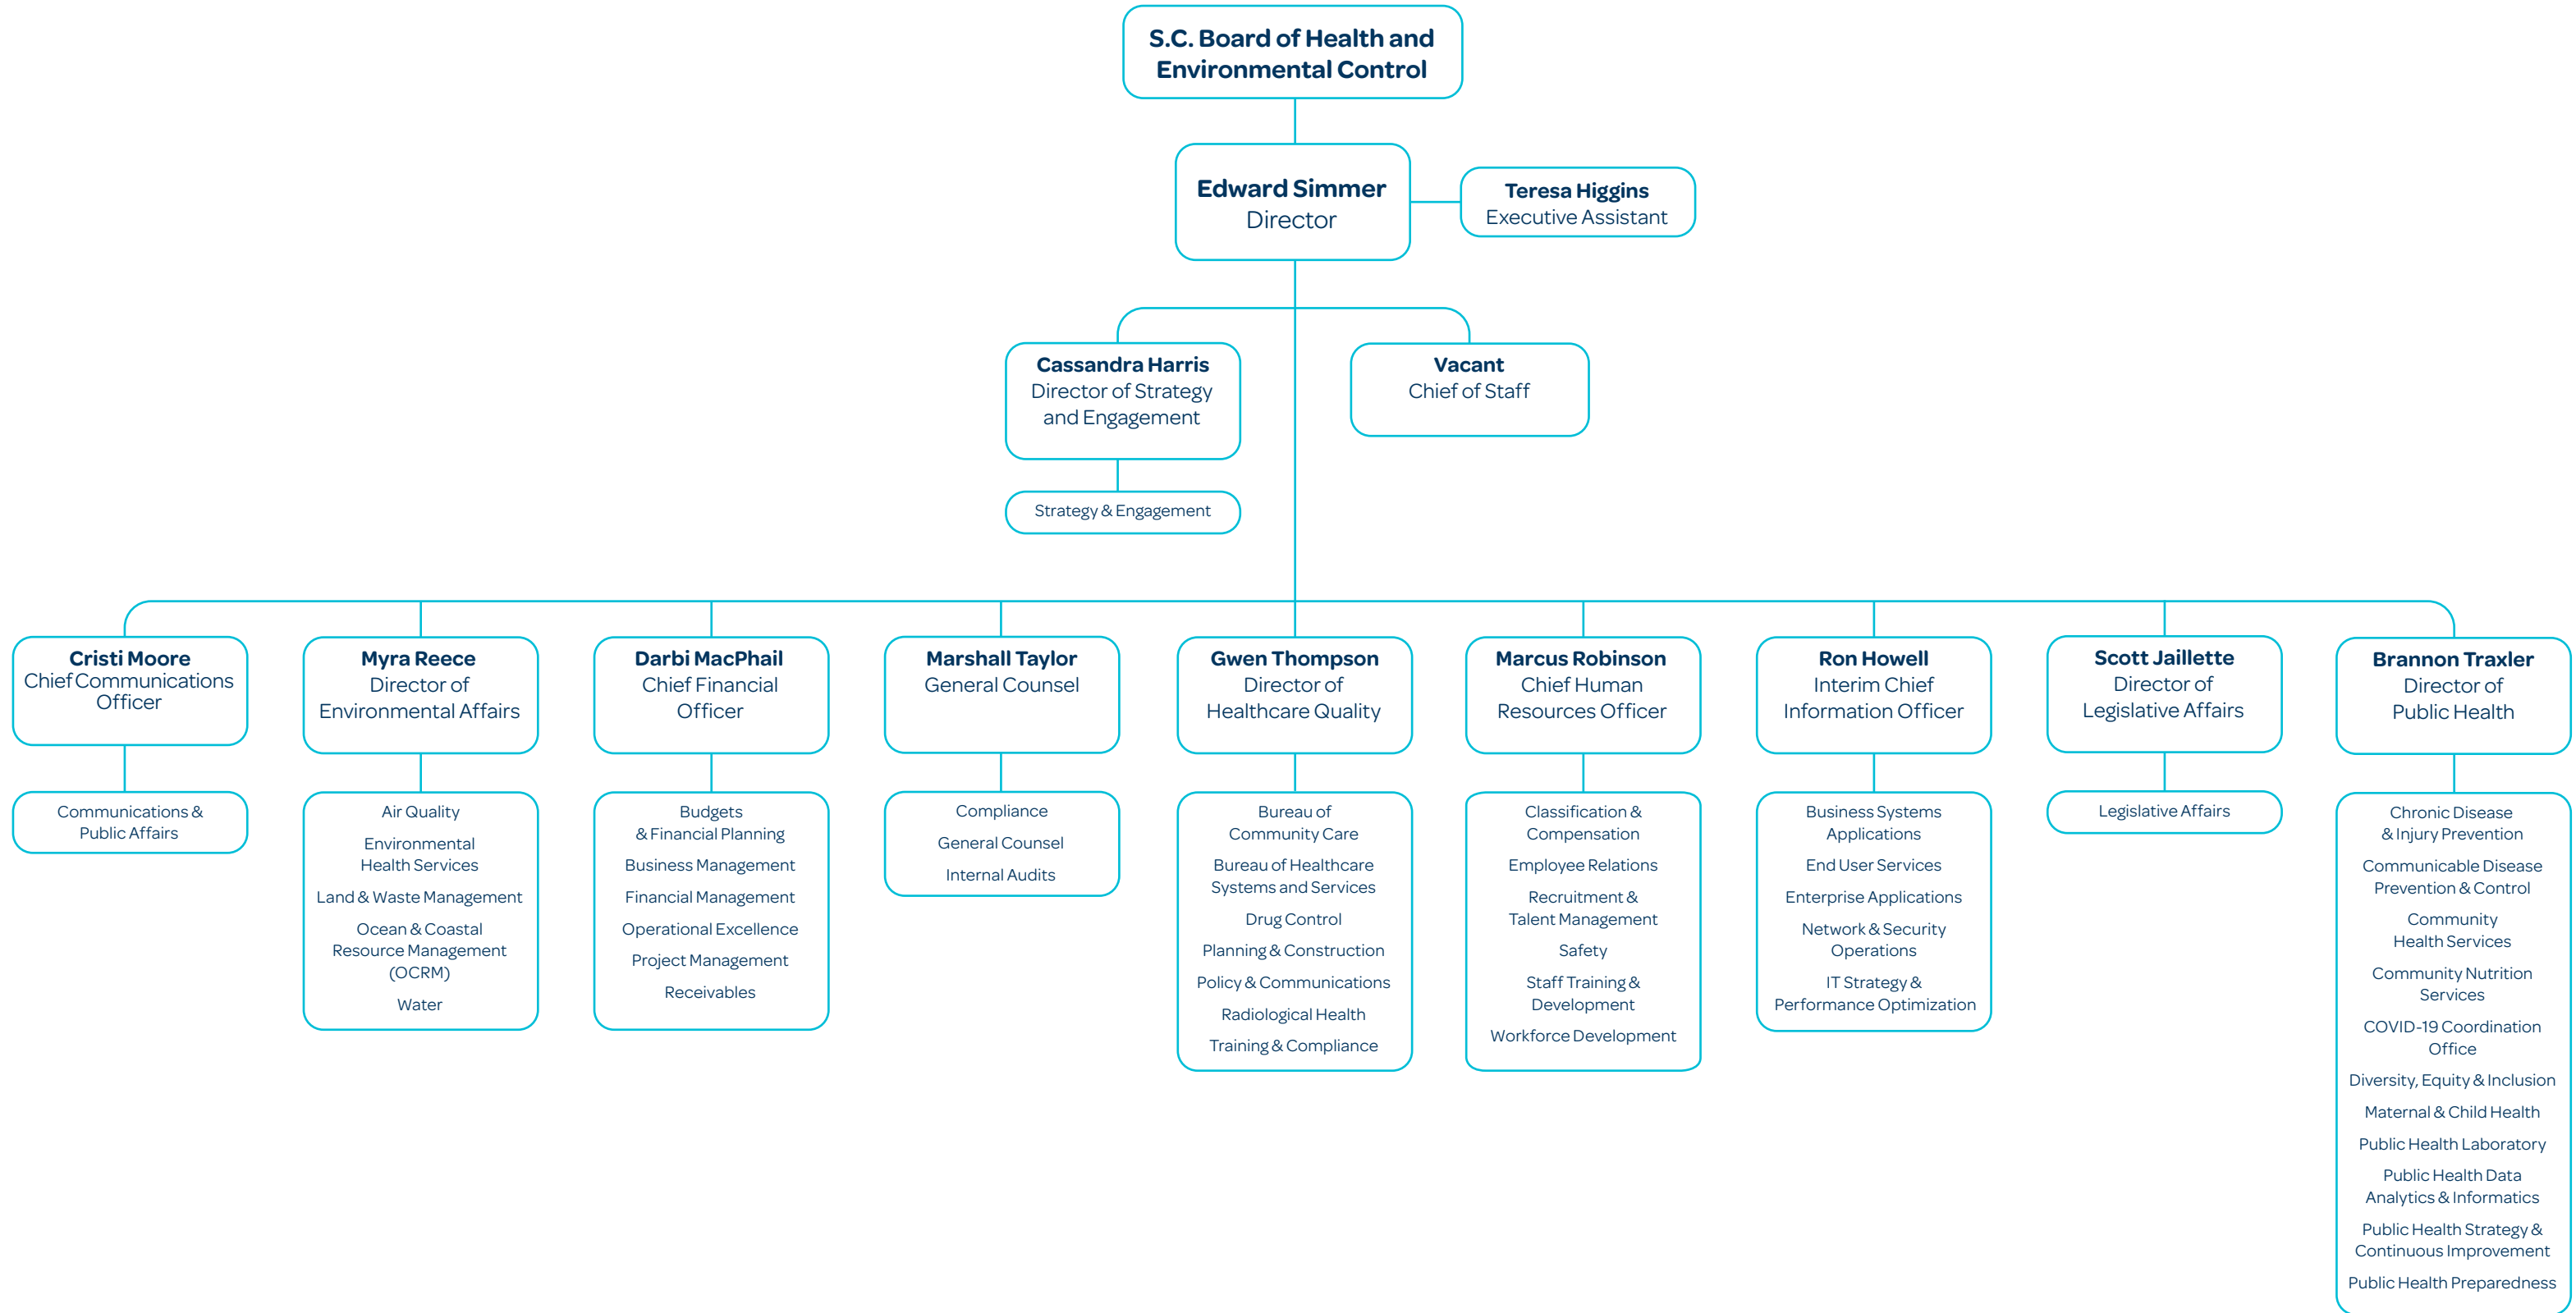 S.C. Board of Health and
Environmental Control
Edward Simmer
Director
Teresa Higgins
Executive Assistant
Cassandra Harris
Director of Strategy
and Engagement
Strategy & Engagement
Vacant
Chief of Staff
Cristi Moore
Chief Communications
Officer
Communications &
Public Affairs
Myra Reece
Director of
Environmental Affairs
Air Quality
Environmental
Health Services
Land & Waste Management
Ocean & Coastal
Resource Management
(OCRM)
Water
Darbi MacPhail
Chief Financial
Officer
Budgets
& Financial Planning
Business Management
Financial Management
Operational Excellence
Project Management
Receivables
Marshall Taylor
General Counsel
Compliance
General Counsel
Internal Audits
Gwen Thompson
Director of
Healthcare Quality
Bureau of
Community Care
Bureau of Healthcare
Systems and Services
Drug Control
Planning & Construction
Policy & Communications
Radiological Health
Training & Compliance
Marcus Robinson
Chief Human
Resources Officer
Classification &
Compensation
Employee Relations
Recruitment &
Talent Management
Safety
Staff Training &
Development
Workforce Development
Ron Howell
Interim Chief
Information Officer
Business Systems
Applications
End User Services
Enterprise Applications
Network & Security
Operations
IT Strategy &
Performance Optimization
Scott Jaillette
Director of
Legislative Affairs
Legislative Affairs
Brannon Traxler
Director of
Public Health
Chronic Disease
& Injury Prevention
Communicable Disease
Prevention & Control
Community
Health Services
Community Nutrition
Services
COVID-19 Coordination
Office
Diversity, Equity & Inclusion
Maternal & Child Health
Public Health Laboratory
Public Health Data
Analytics & Informatics
Public Health Strategy &
Continuous Improvement
Public Health Preparedness